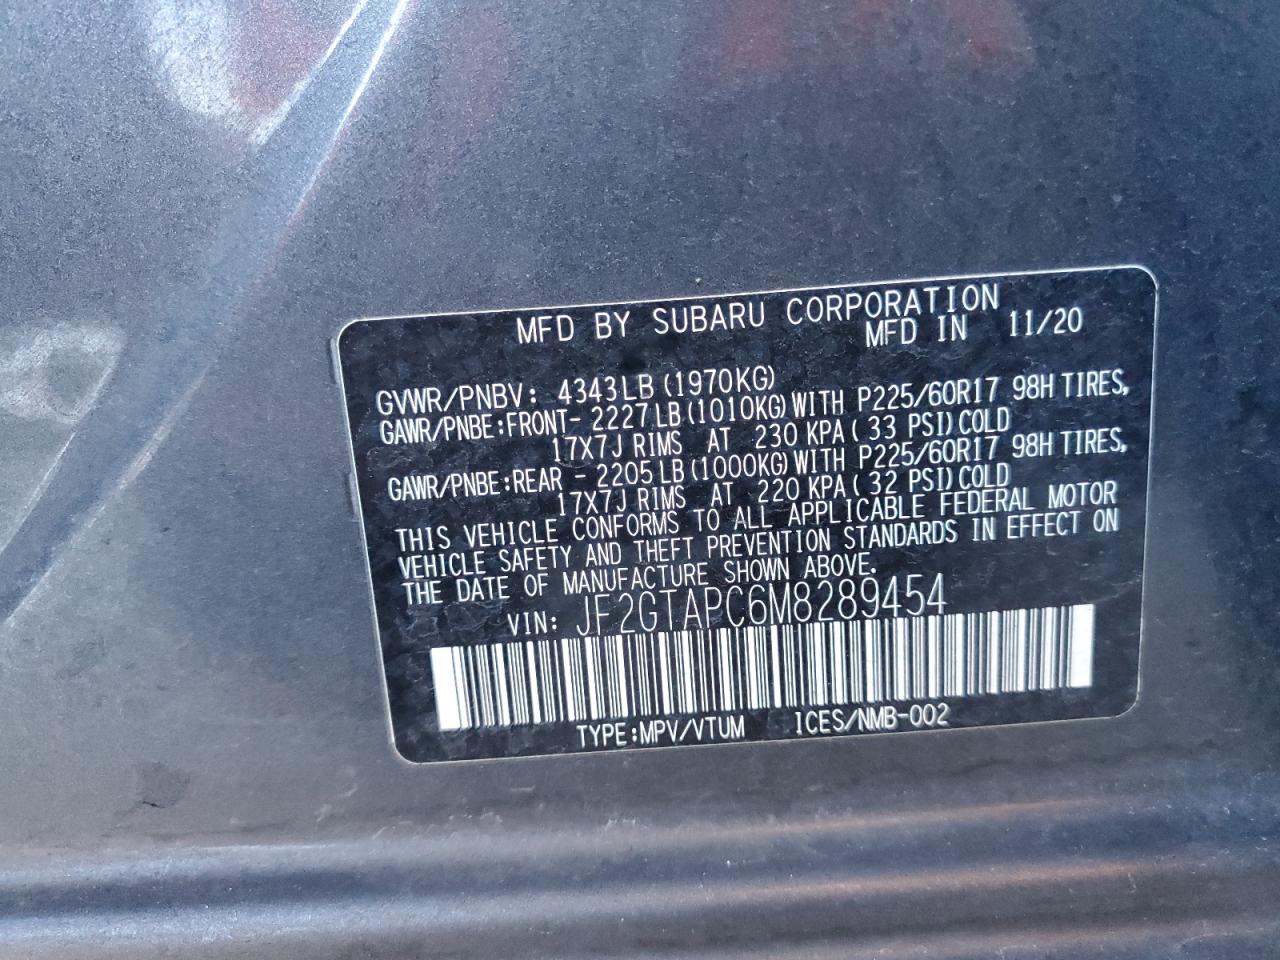 MFD BY SUBARU CORPORATION
MFD IN 11/20
GVWR/PNBV: 4343LB(1970KG)
GAWR/PNBE:FRONT-2227LB(1010KG)WITH P225/60R17 98H TIRES,
17X7J RIMS AT 230 KPA(33 PSI)COLD
GAWR/PNBE:REAR -2205LB(1000KG)WITH P225/60R17 98H TIRES,
17X7J RIMS AT 220 KPA(32 PSI)COLD
THIS VEHICLE CONFORMS TO ALL APPLICABLE FEDERAL MOTOR
VEHICLE SAFETY AND THEFT PREVENTION STANDARDS IN EFFECT ON
THE DATE OF MANUFACTURE SHOWN ABOVE.
VIN: JF2GTAPC6M8289454
TYPE:MPV/VTUM ICES/NMB-002